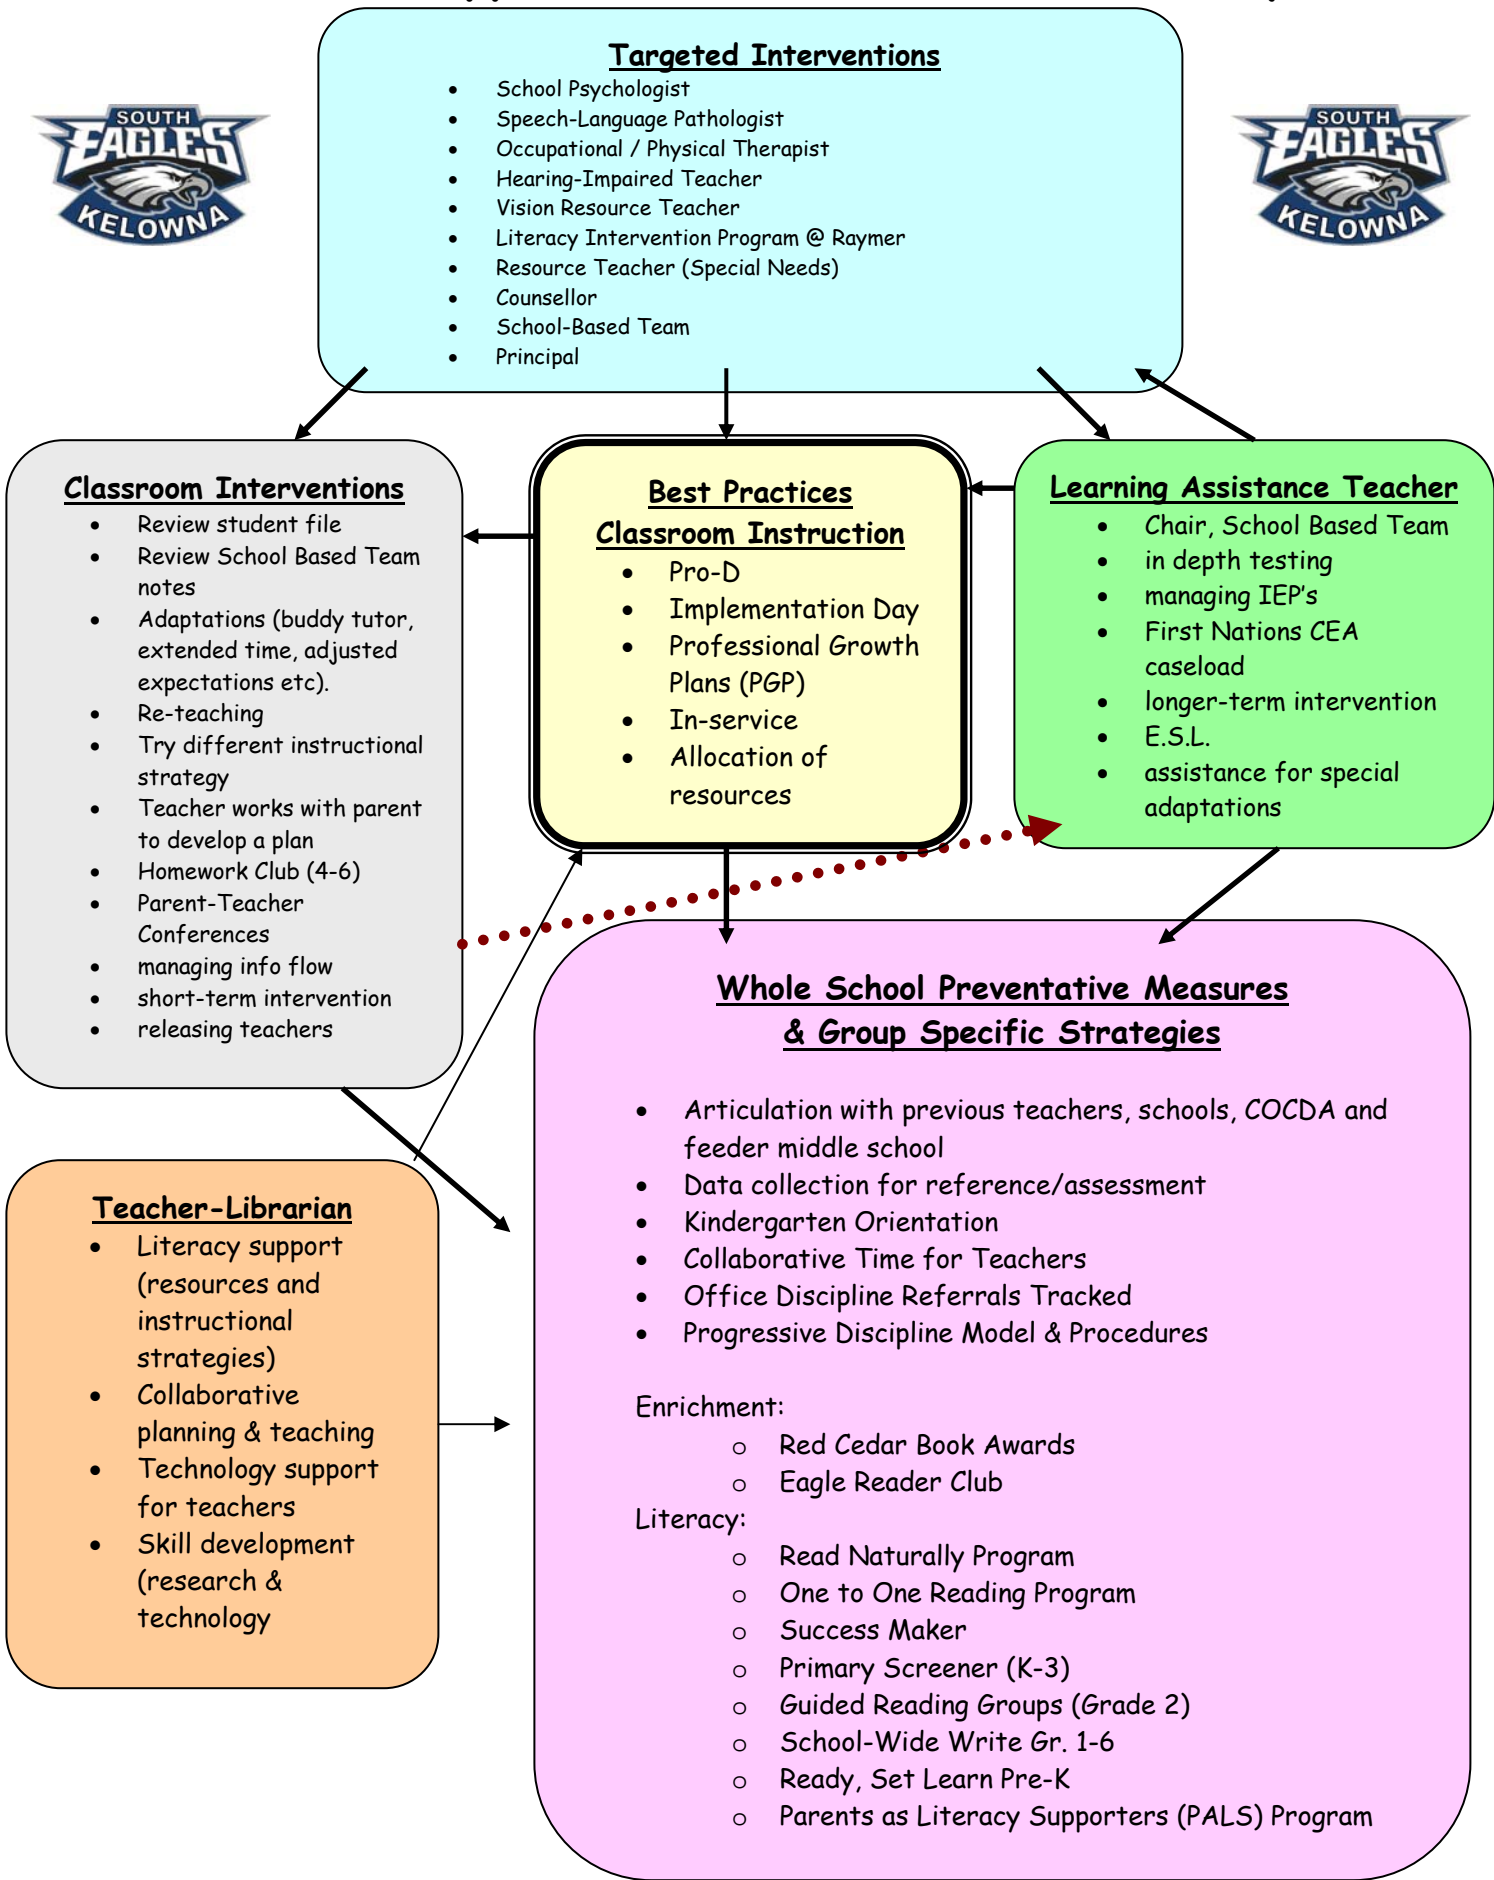 Targeted Interventions
• School Psychologist
• Speech-Language Pathologist
• Occupational / Physical Therapist
• Hearing-Impaired Teacher
• Vision Resource Teacher
• Literacy Intervention Program @ Raymer
• Resource Teacher (Special Needs)
• Counsellor
• School-Based Team
• Principal
SOUTH
EAGLES
KELOWNA
SOUTH
EAGLES
KELOWNA
Classroom Interventions
• Review student file
• Review School Based Team
notes
• Adaptations (buddy tutor,
extended time, adjusted
expectations etc).
• Re-teaching
• Try different instructional
strategy
• Teacher works with parent
to develop a plan
• Homework Club (4-6)
• Parent-Teacher
Conferences
• managing info flow
• short-term intervention
• releasing teachers
Best Practices
Classroom Instruction
• Pro-D
• Implementation Day
• Professional Growth
Plans (PGP)
• In-service
• Allocation of
resources
Learning Assistance Teacher
• Chair, School Based Team
• in depth testing
• managing IEP's
• First Nations CEA
caseload
• longer-term intervention
• E.S.L.
• assistance for special
adaptations
Teacher-Librarian
• Literacy support
(resources and
instructional
strategies)
• Collaborative
planning & teaching
• Technology support
for teachers
• Skill development
(research &
technology
Whole School Preventative Measures
& Group Specific Strategies
• Articulation with previous teachers, schools, COCDA and
feeder middle school
• Data collection for reference/assessment
• Kindergarten Orientation
• Collaborative Time for Teachers
• Office Discipline Referrals Tracked
• Progressive Discipline Model & Procedures
Enrichment:
o Red Cedar Book Awards
o Eagle Reader Club
Literacy:
o Read Naturally Program
o One to One Reading Program
o Success Maker
o Primary Screener (K-3)
o Guided Reading Groups (Grade 2)
o School-Wide Write Gr. 1-6
o Ready, Set Learn Pre-K
o Parents as Literacy Supporters (PALS) Program